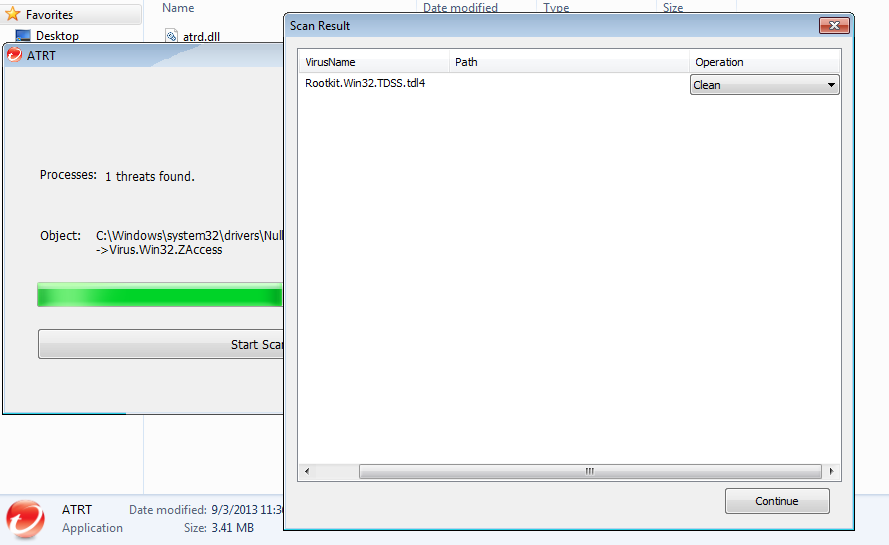 Favorites
Name
Date modified
Type
Size
Desktop
atrd.dll
ATRT
Processes: 1 threats found.
Object: C:\Windows\system32\drivers\Null
->Virus.Win32.ZAccess
Start Scan
Scan Result
VirusName Path Operation
Rootkit.Win32.TDSS.tdl4 Clean
Continue
ATRT Date modified: 9/3/2013 11:36
Application Size: 3.41 MB